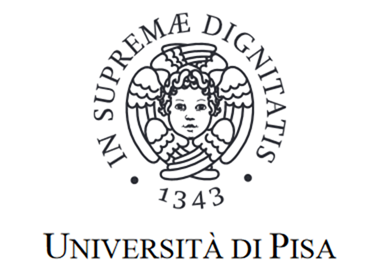 IN SUPREMÆ DIGNITATIS
• 1343 •
UNIVERSITÀ DI PISA